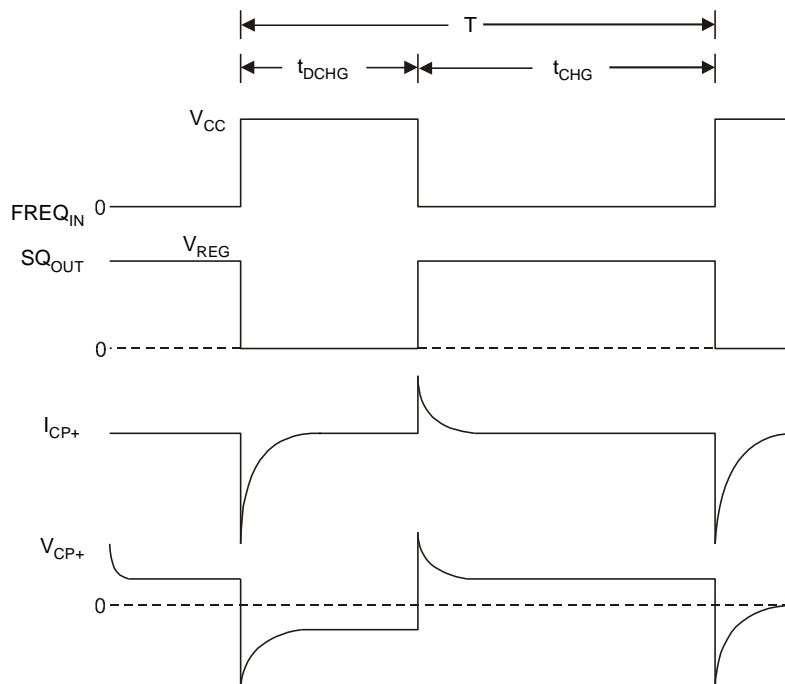 T
tDCHG
tCHG
VCC
FREQIN 0
VREG
SQOUT
0
ICP+
VCP+
0